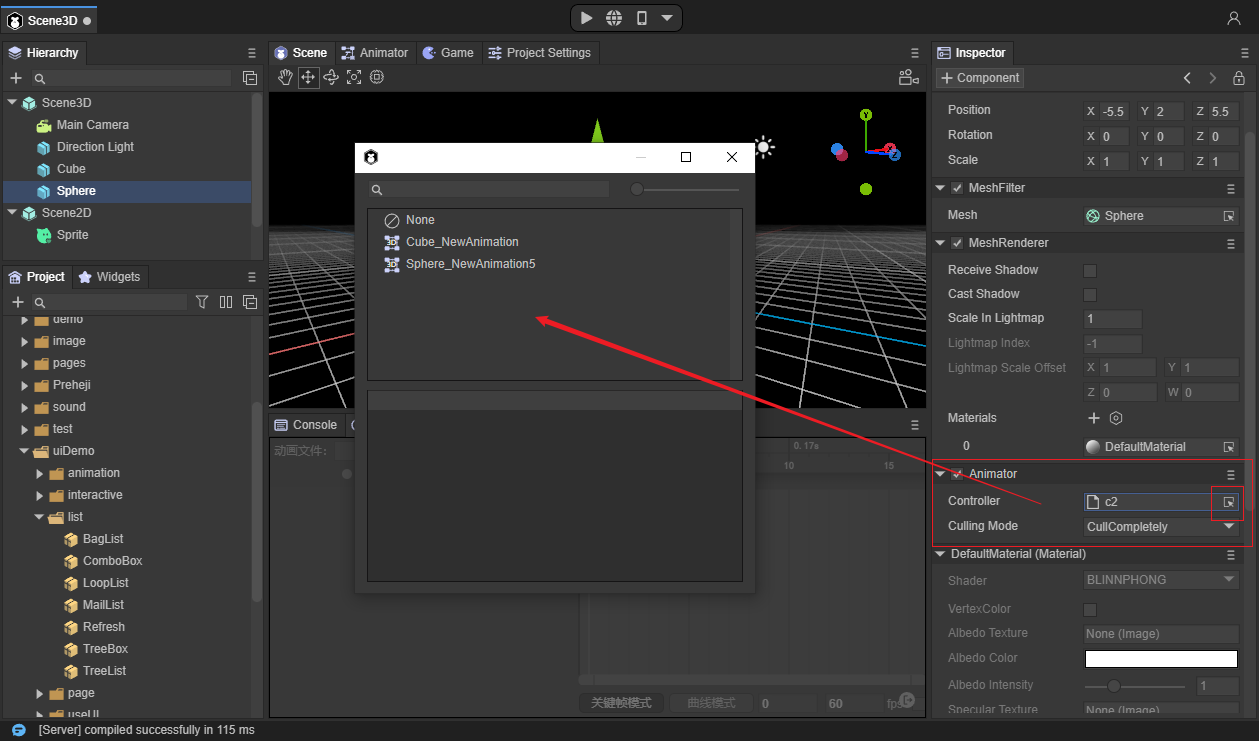 Scene3D
Hierarchy
Scene3D
Main Camera
Direction Light
Cube
Sphere
Scene2D
Sprite
Project
Widgets
demo
image
pages
Preheji
sound
test
uiDemo
animation
interactive
list
BagList
ComboBox
LoopList
MailList
Refresh
TreeBox
TreeList
page
useUI
Scene
Animator
Game
Project Settings
Y
X
Z
None
3D Cube_NewAnimation
3D Sphere_NewAnimation5
Console
动画文件:
0.17s
10
15
关键帧模式
曲线模式
0
60
fps
Inspector
Component
Position X -5.5 Y 2 Z 5.5
Rotation X 0 Y 0 Z 0
Scale X 1 Y 1 Z 1
MeshFilter
Mesh Sphere
MeshRenderer
Receive Shadow
Cast Shadow
Scale In Lightmap 1
Lightmap Index -1
Lightmap Scale Offset X 1 Y 1
Z 0 W 0
Materials
0 DefaultMaterial
Animator
Controller c2
Culling Mode CullCompletely
DefaultMaterial (Material)
Shader BLINNPHONG
VertexColor
Albedo Texture None (Image)
Albedo Color
Albedo Intensity 1
Specular Texture None (Image)
[Server] compiled successfully in 115 ms